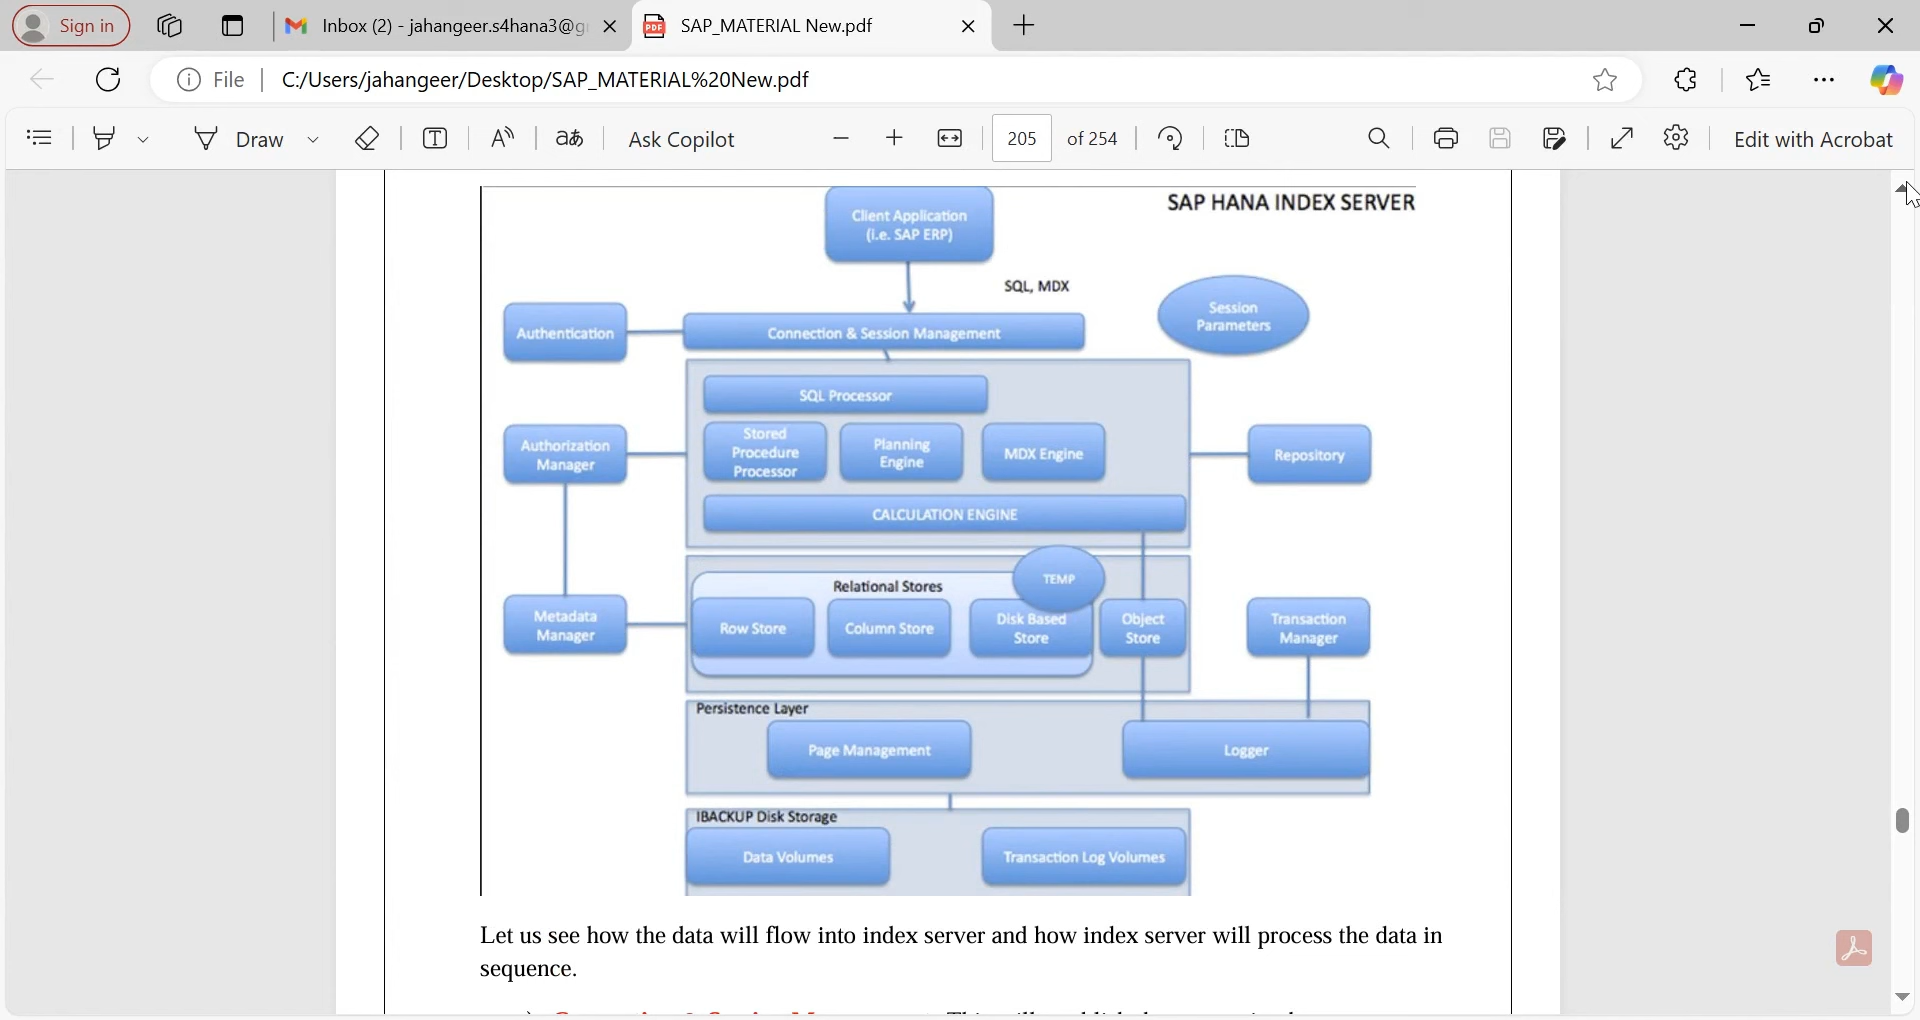 Sign in
Inbox (2) - jahangeer.s4hana3@g
SAP_MATERIAL New.pdf
File
C:/Users/jahangeer/Desktop/SAP_MATERIAL%20New.pdf
Draw
aあ
Ask Copilot
205 of 254
Edit with Acrobat
SAP HANA INDEX SERVER
Client Application
(i.e. SAP ERP)
SQL, MDX
Session
Parameters
Authentication
Connection & Session Management
SQL Processor
Authorization
Manager
Stored
Procedure
Processor
Planning
Engine
MDX Engine
Repository
CALCULATION ENGINE
TEMP
Relational Stores
Metadata
Manager
Row Store
Column Store
Disk Based
Store
Object
Store
Transaction
Manager
Persistence Layer
Page Management
Logger
IBACKUP Disk Storage
Data Volumes
Transaction Log Volumes
Let us see how the data will flow into index server and how index server will process the data in
sequence.